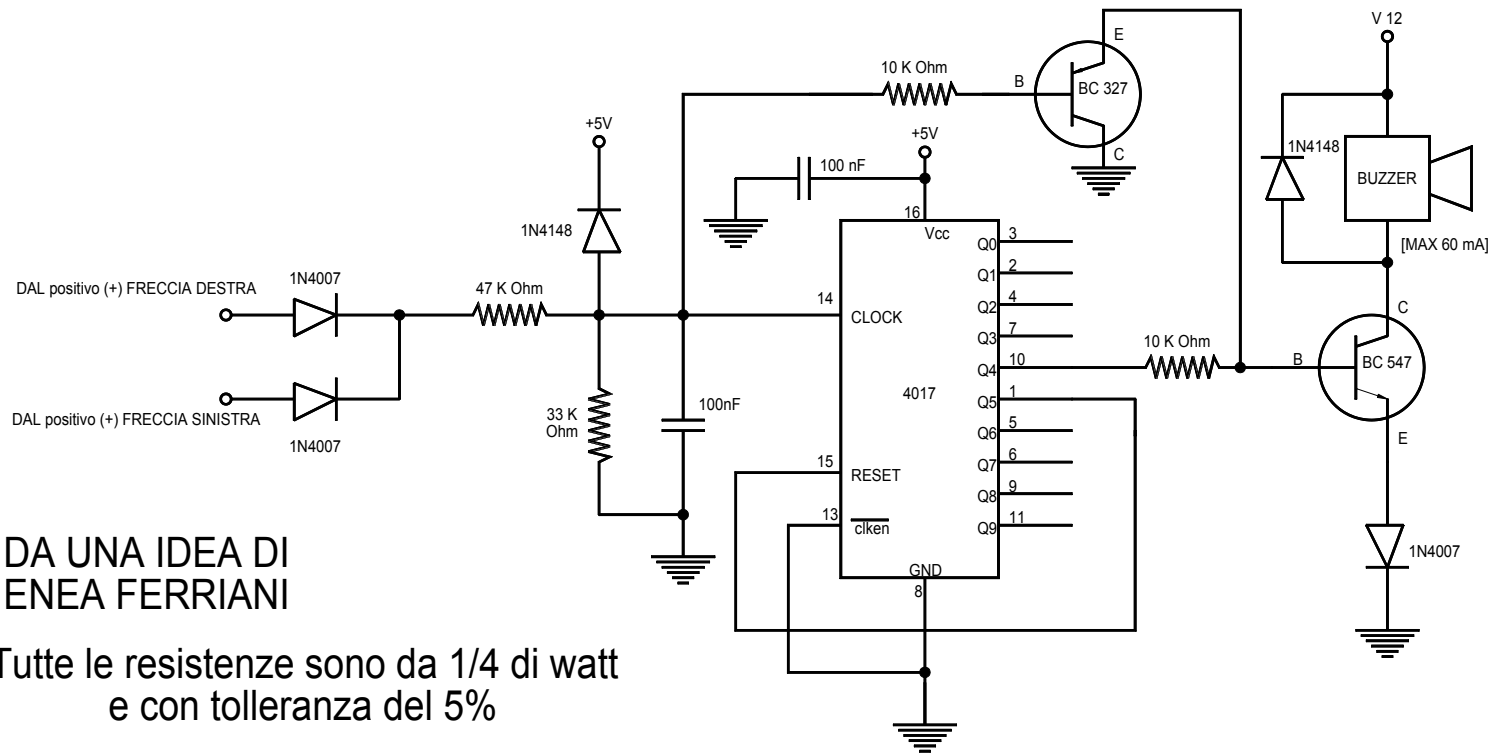 V 12
E
10 K Ohm
B
BC 327
+5V
+5V
C
1N4148
100 nF
BUZZER
1N4148
16
Vcc
Q0 3
[MAX 60 mA]
Q1 2
DAL positivo (+) FRECCIA DESTRA
1N4007
47 K Ohm
14
CLOCK
Q2 4
C
Q3 7
10 K Ohm
Q4 10
B
BC 547
DAL positivo (+) FRECCIA SINISTRA
1N4007
33 K
Ohm
100nF
4017
Q5 1
Q6 5
E
15
RESET
Q7 6
Q8 9
13
clken
Q9 11
1N4007
GND
8
DA UNA IDEA DI
ENEA FERRIANI
Tutte le resistenze sono da 1/4 di watt
e con tolleranza del 5%